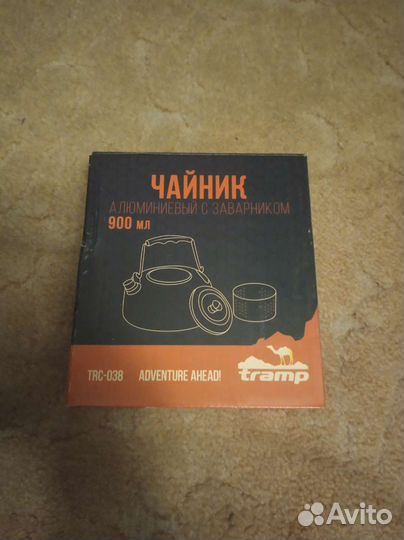 ЧАЙНИК
АЛЮМИНИЕВЫЙ С ЗАВАРНИКОМ
900 МЛ
TRC-038 ADVENTURE AHEAD!
tramp
Avito